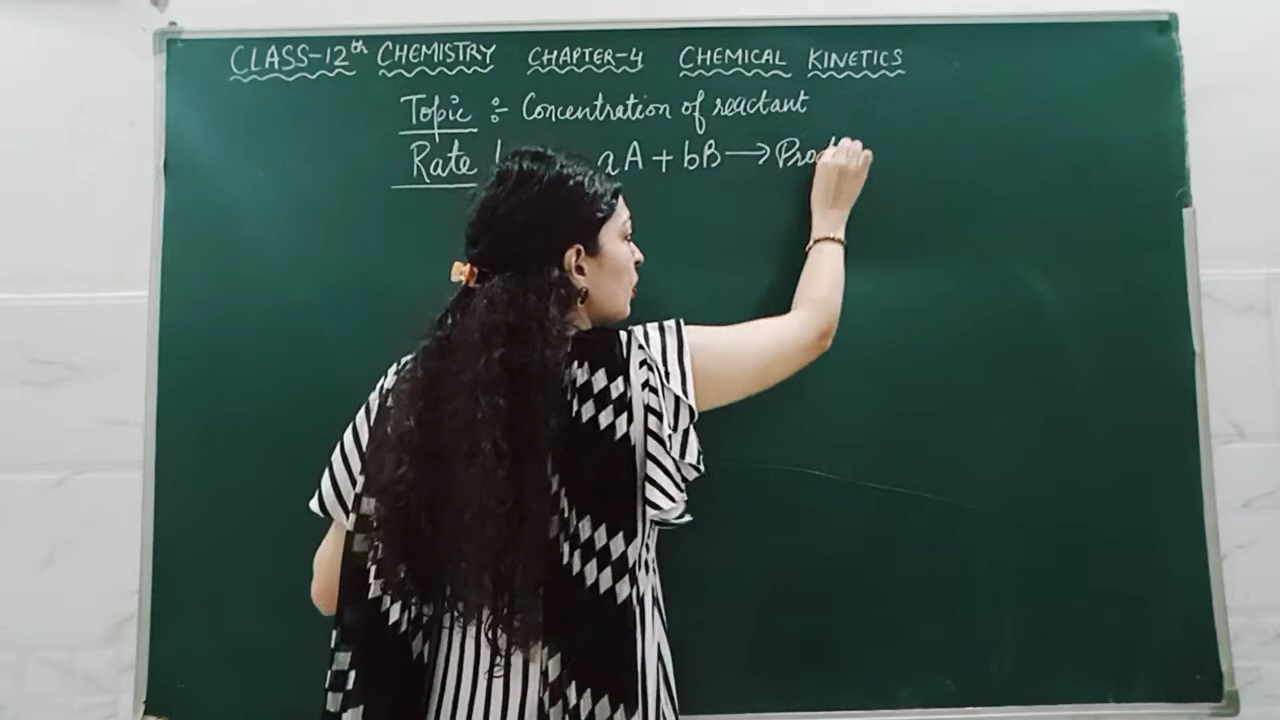 CLASS-12th CHEMISTRY CHAPTER-4 CHEMICAL KINETICS
Topic :- Concentration of reactant
Rate aA + bB → Prod